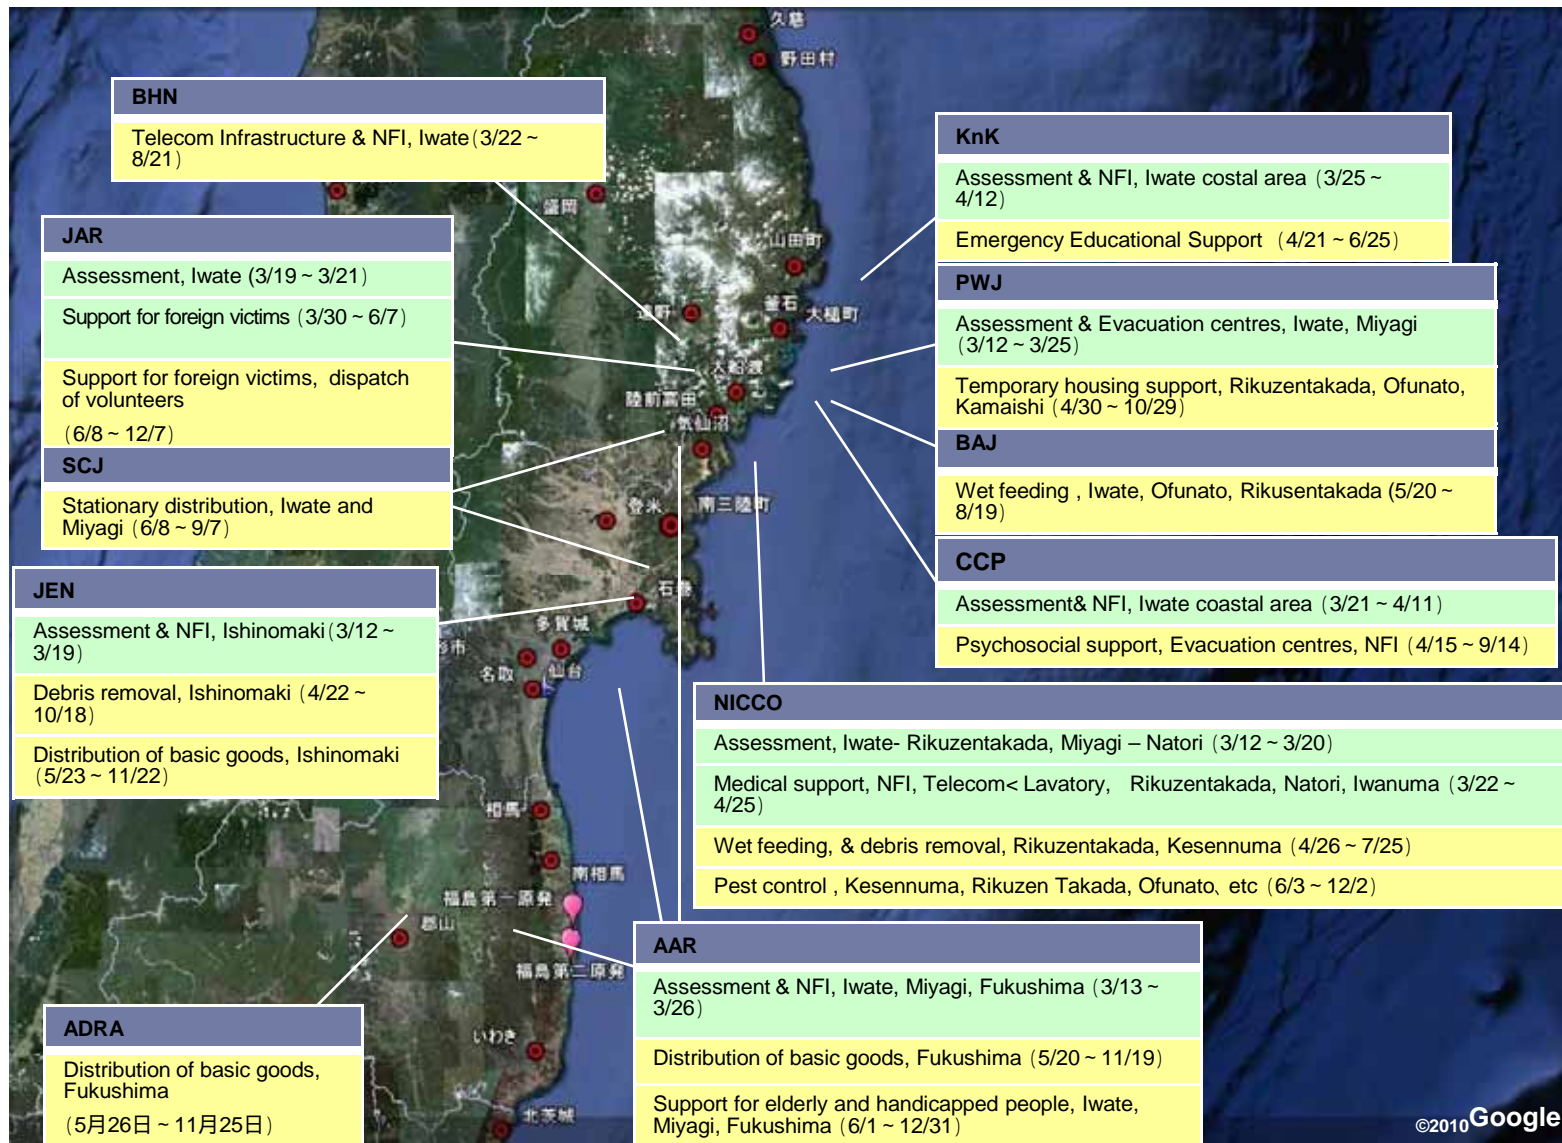 久慈
野田村
BHN
Telecom Infrastructure & NFI, Iwate(3/22 ~
8/21)
盛岡
JAR
Assessment, Iwate (3/19 ~ 3/21)
Support for foreign victims (3/30 ~ 6/7)
Support for foreign victims, dispatch
of volunteers
(6/8 ~ 12/7)
SCJ
Stationary distribution, Iwate and
Miyagi (6/8 ~ 9/7)
JEN
Assessment & NFI, Ishinomaki(3/12 ~
3/19)
Debris removal, Ishinomaki (4/22 ~
10/18)
Distribution of basic goods, Ishinomaki
(5/23 ~ 11/22)
山田町
遠野
釜石
大槌町
大船渡
陸前高田
気仙沼
登米
南三陸町
石巻
多賀城
市
名取
仙台
相馬
南相馬
福島第一原発
郡山
福島第二原発
いわき
北茨城
KnK
Assessment & NFI, Iwate costal area (3/25 ~
4/12)
Emergency Educational Support (4/21 ~ 6/25)
PWJ
Assessment & Evacuation centres, Iwate, Miyagi
(3/12 ~ 3/25)
Temporary housing support, Rikuzentakada, Ofunato,
Kamaishi (4/30 ~ 10/29)
BAJ
Wet feeding , Iwate, Ofunato, Rikusentakada (5/20 ~
8/19)
CCP
Assessment& NFI, Iwate coastal area (3/21 ~ 4/11)
Psychosocial support, Evacuation centres, NFI (4/15 ~ 9/14)
NICCO
Assessment, Iwate- Rikuzentakada, Miyagi – Natori (3/12 ~ 3/20)
Medical support, NFI, Telecom< Lavatory, Rikuzentakada, Natori, Iwanuma (3/22 ~
4/25)
Wet feeding, & debris removal, Rikuzentakada, Kesennuma (4/26 ~ 7/25)
Pest control , Kesennuma, Rikuzen Takada, Ofunato、etc (6/3 ~ 12/2)
AAR
Assessment & NFI, Iwate, Miyagi, Fukushima (3/13 ~
3/26)
Distribution of basic goods, Fukushima (5/20 ~ 11/19)
Support for elderly and handicapped people, Iwate,
Miyagi, Fukushima (6/1 ~ 12/31)
ADRA
Distribution of basic goods,
Fukushima
(5月26日 ~ 11月25日)
©2010Google